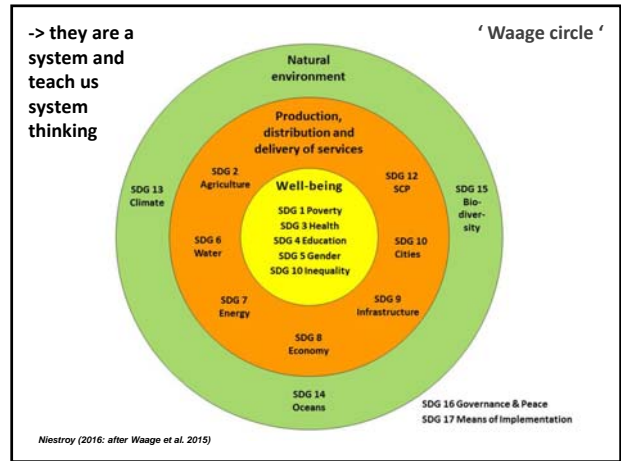 -> they are a
system and
teach us
system
thinking
‘ Waage circle ‘
Natural
environment
Production,
distribution and
delivery of services
SDG 2
Agriculture
SDG 12
SCP
Well-being
SDG 1 Poverty
SDG 3 Health
SDG 4 Education
SDG 5 Gender
SDG 10 Inequality
SDG 13
Climate
SDG 15
Bio-
diver-
sity
SDG 6
Water
SDG 10
Cities
SDG 7
Energy
SDG 9
Infrastructure
SDG 8
Economy
SDG 14
Oceans
SDG 16 Governance & Peace
SDG 17 Means of Implementation
Niestroy (2016: after Waage et al. 2015)